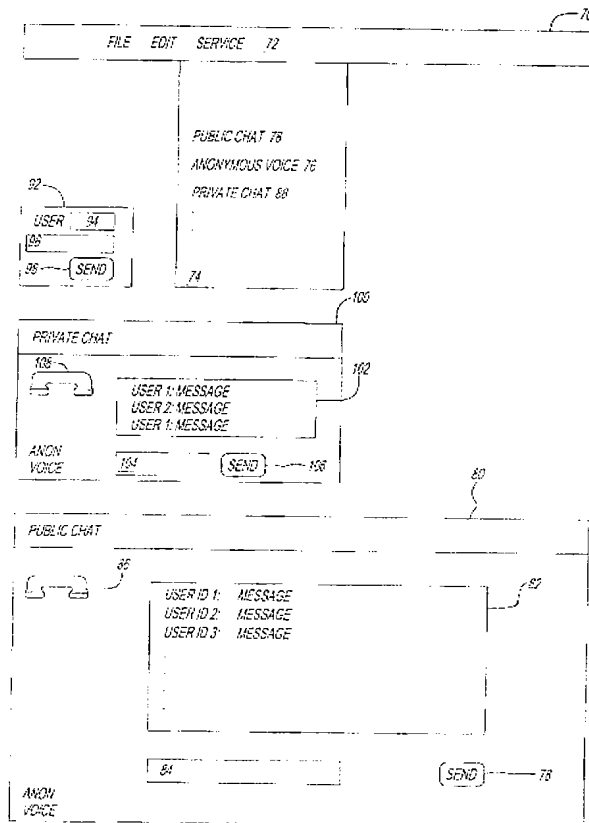 70
FILE EDIT SERVICE 72
PUBLIC CHAT 78
ANONYMOUS VOICE 76
PRIVATE CHAT 88
74
92
USER 94
96
98 SEND
100
PRIVATE CHAT
108
102
USER 1: MESSAGE
USER 2: MESSAGE
USER 1: MESSAGE
ANON
VOICE
104 SEND 106
80
PUBLIC CHAT
86
82
USER ID 1: MESSAGE
USER ID 2: MESSAGE
USER ID 3: MESSAGE
84 SEND 78
ANON
VOICE